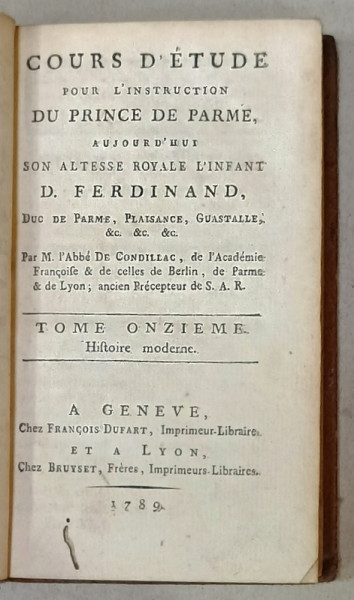 COURS D'ÉTUDE
POUR L'INSTRUCTION
DU PRINCE DE PARME,
AUJOURD'HUI
SON ALTESSE ROYALE L'INFANT
D. FERDINAND,
DUC DE PARME, PLAISANCE, GUASTALLE,
&c. &c. &c.
Par M. l'Abbé DE CONDILLAC, de l'Académie
Françoiſe & de celles de Berlin, de Parme
& de Lyon; ancien Précepteur de S. A. R.
TOME ONZIEME.
Hiſtoire moderne.
A GENEVE,
Chez FRANÇOIS DUFART, Imprimeur-Libraire.
ET A LYON,
Chez BRUYSET, Frères, Imprimeurs-Libraires.
1789.